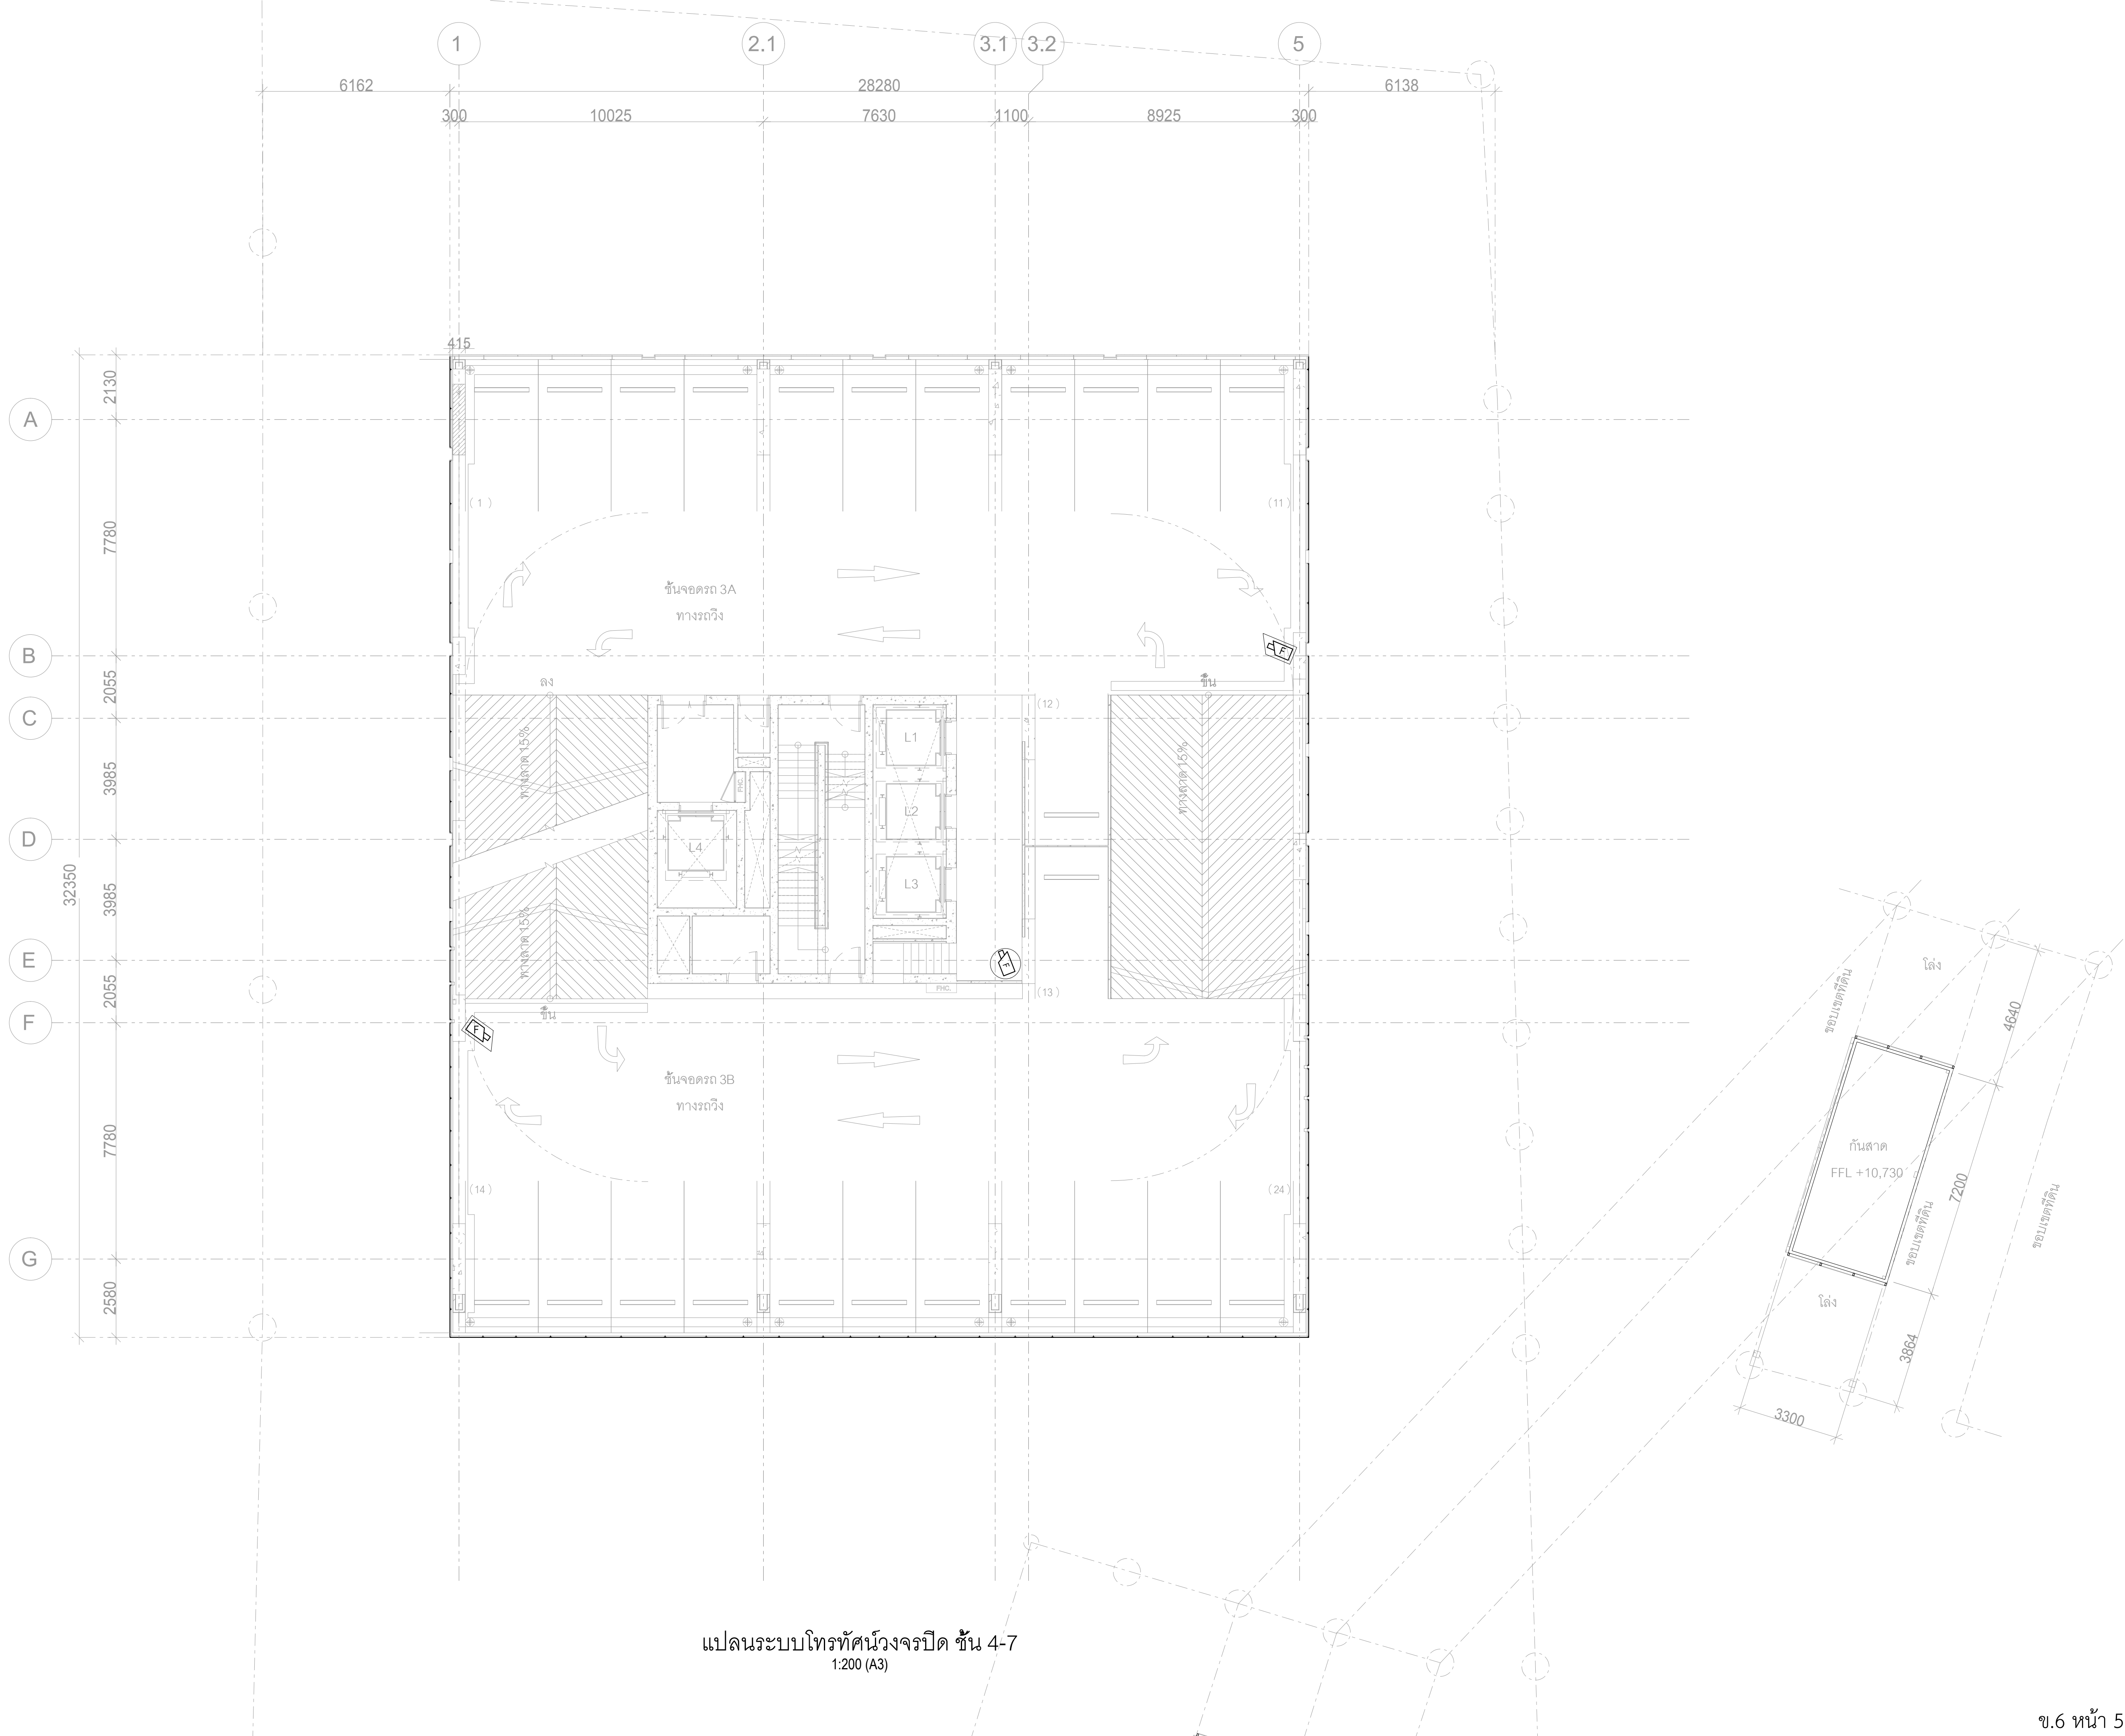 1
2.1
3.1
3.2
5
6162
28280
6138
300
10025
7630
1100
8925
300
415
2130
A
7780
B
2055
C
3985
D
32350
3985
E
2055
F
7780
G
2580
( 1 )
( 11 )
ชั้นจอดรถ 3A
ทางรถวิ่ง
F
ลง
ขึ้น
( 12 )
ทางลาด 15%
ทางลาด 15%
FHC.
L1
L2
L3
L4
ทางลาด 15%
F
FHC.
( 13 )
ขึ้น
F
ชั้นจอดรถ 3B
ทางรถวิ่ง
( 14 )
( 24 )
โล่ง
ขอบเขตที่ดิน
4640
กันสาด
FFL +10,730
7200
ขอบเขตที่ดิน
ขอบเขตที่ดิน
โล่ง
3864
3300
แปลนระบบโทรทัศน์วงจรปิด ชั้น 4-7
1:200 (A3)
ข.6 หน้า 5